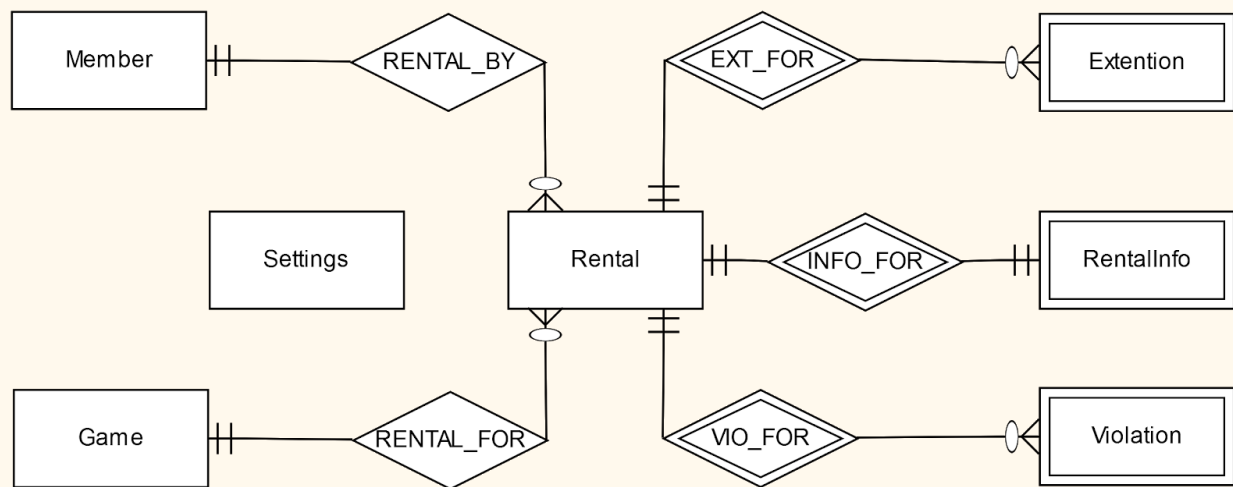 Member
RENTAL_BY
EXT_FOR
Extention
Settings
Rental
INFO_FOR
RentalInfo
Game
RENTAL_FOR
VIO_FOR
Violation